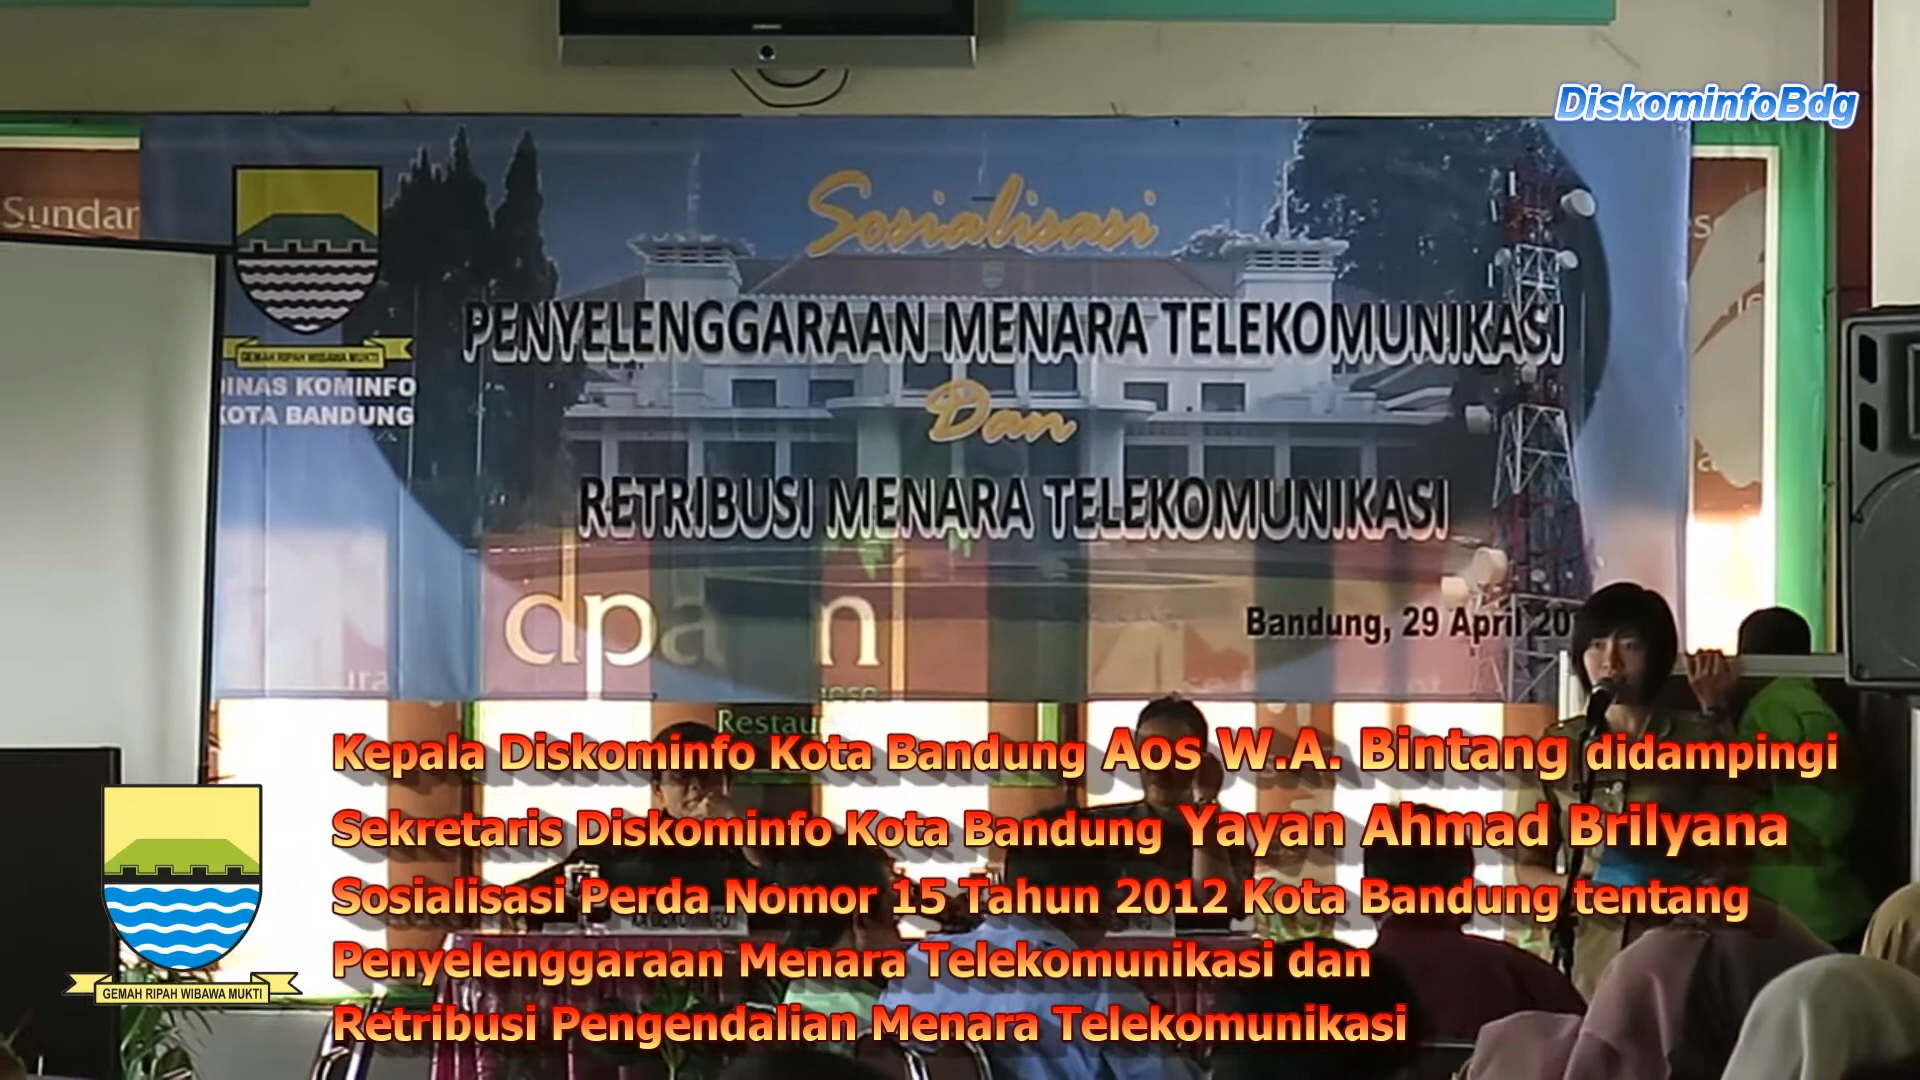 DiskominfoBdg
Sundan
Sosialisasi
PENYELENGGARAAN MENARA TELEKOMUNIKASI
GEMAH RIPAH WIBAWA MUKTI
DINAS KOMINFO
KOTA BANDUNG
Dan
RETRIBUSI MENARA TELEKOMUNIKASI
Bandung, 29 April 20
Kepala Diskominfo Kota Bandung Aos W.A. Bintang didampingi
Sekretaris Diskominfo Kota Bandung Yayan Ahmad Brilyana
Sosialisasi Perda Nomor 15 Tahun 2012 Kota Bandung tentang
Penyelenggaraan Menara Telekomunikasi dan
Retribusi Pengendalian Menara Telekomunikasi
GEMAH RIPAH WIBAWA MUKTI